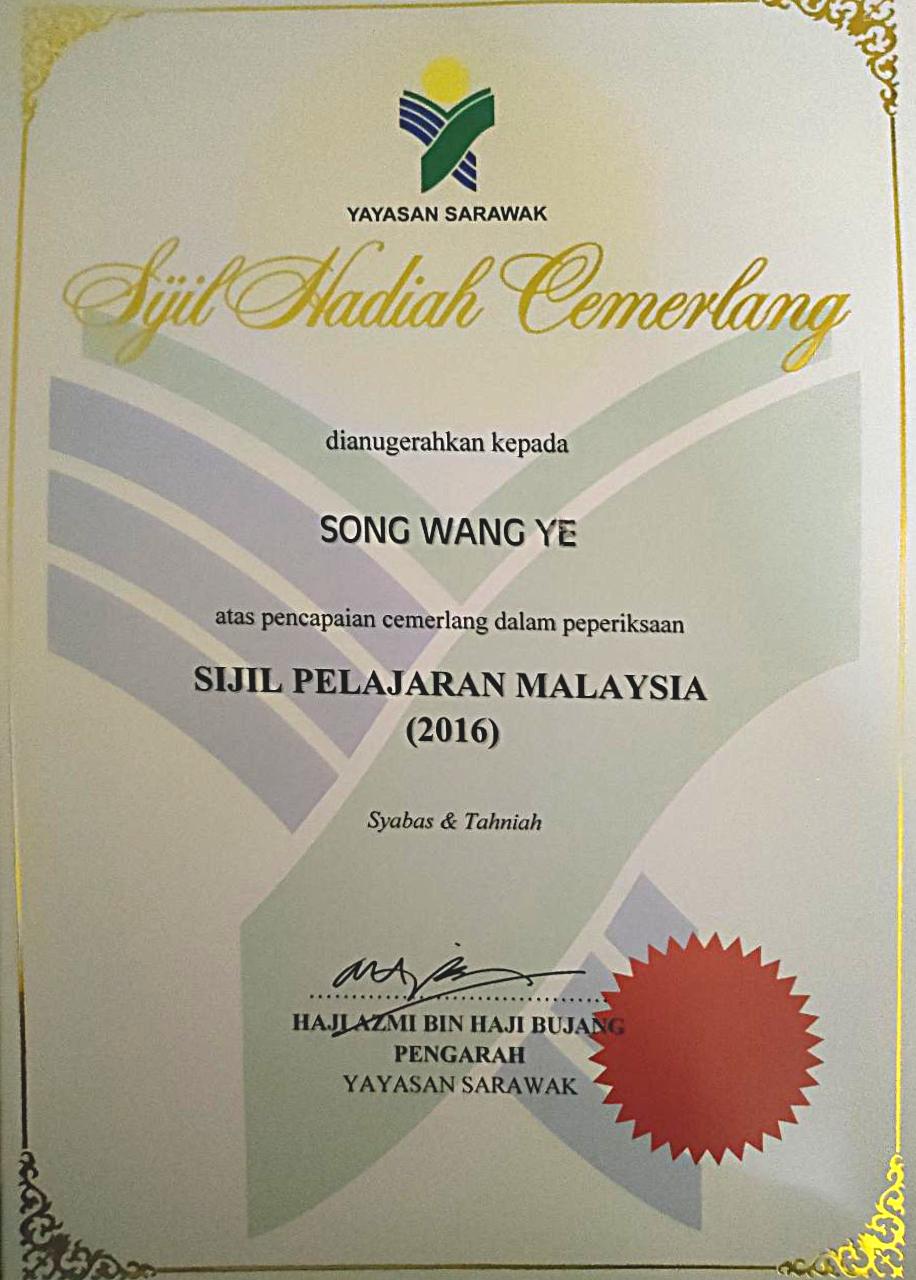 YAYASAN SARAWAK
Sijil Hadiah Cemerlang
dianugerahkan kepada
SONG WANG YE
atas pencapaian cemerlang dalam peperiksaan
SIJIL PELAJARAN MALAYSIA
(2016)
Syabas & Tahniah
HAJI AZMI BIN HAJI BUJANG
PENGARAH
YAYASAN SARAWAK